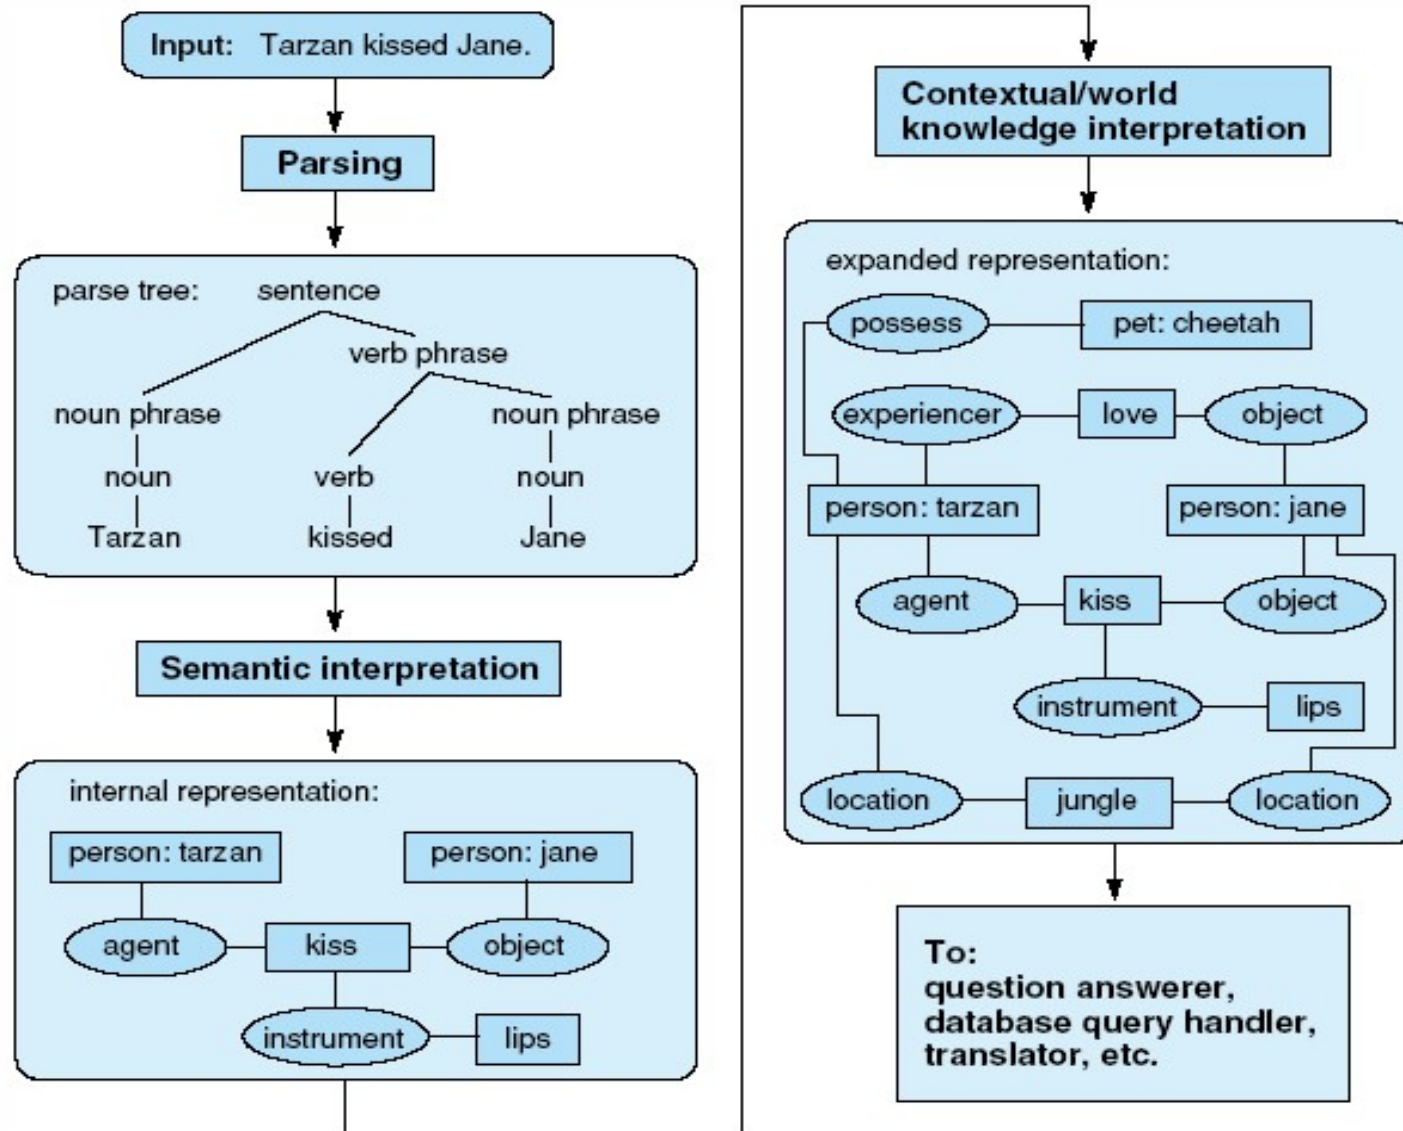 Input: Tarzan kissed Jane.
Parsing
parse tree: sentence
verb phrase
noun phrase noun phrase
noun verb noun
Tarzan kissed Jane
Semantic interpretation
internal representation:
person: tarzan person: jane
agent kiss object
instrument lips
Contextual/world
knowledge interpretation
expanded representation:
possess pet: cheetah
experiencer love object
person: tarzan person: jane
agent kiss object
instrument lips
location jungle location
To:
question answerer,
database query handler,
translator, etc.